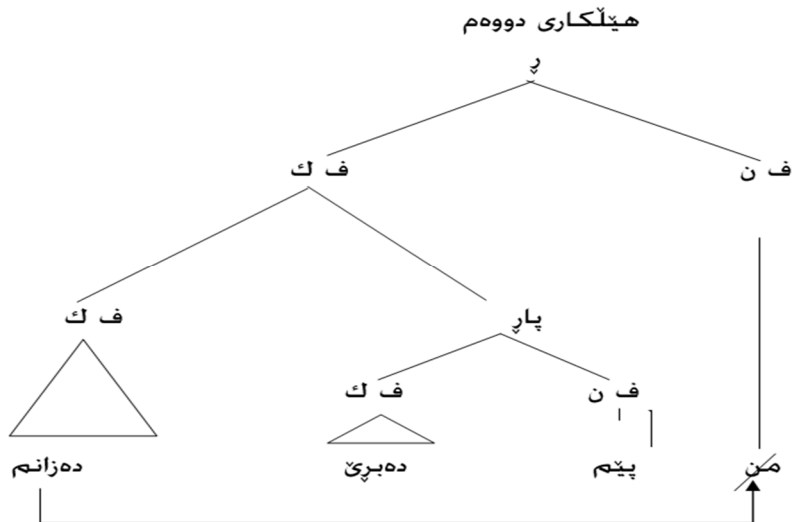 هێڵکاری دووەم
ڕ
ف ن ف ك
پاڕ ف ك
ف ن ف ك
من پێم دەبڕێ دەزانم